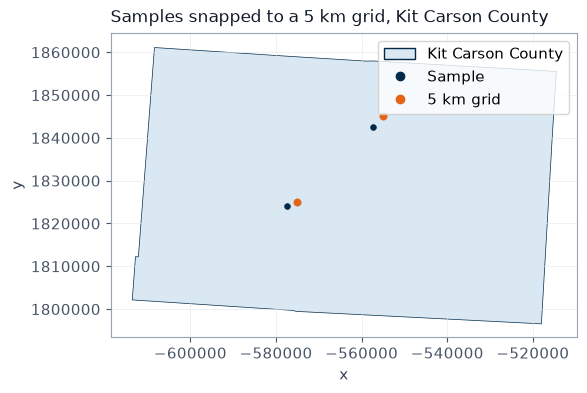 Samples snapped to a 5 km grid, Kit Carson County
Kit Carson County
Sample
5 km grid
1860000
1850000
1840000
1830000
1820000
1810000
1800000
y
−600000 −580000 −560000 −540000 −520000
x